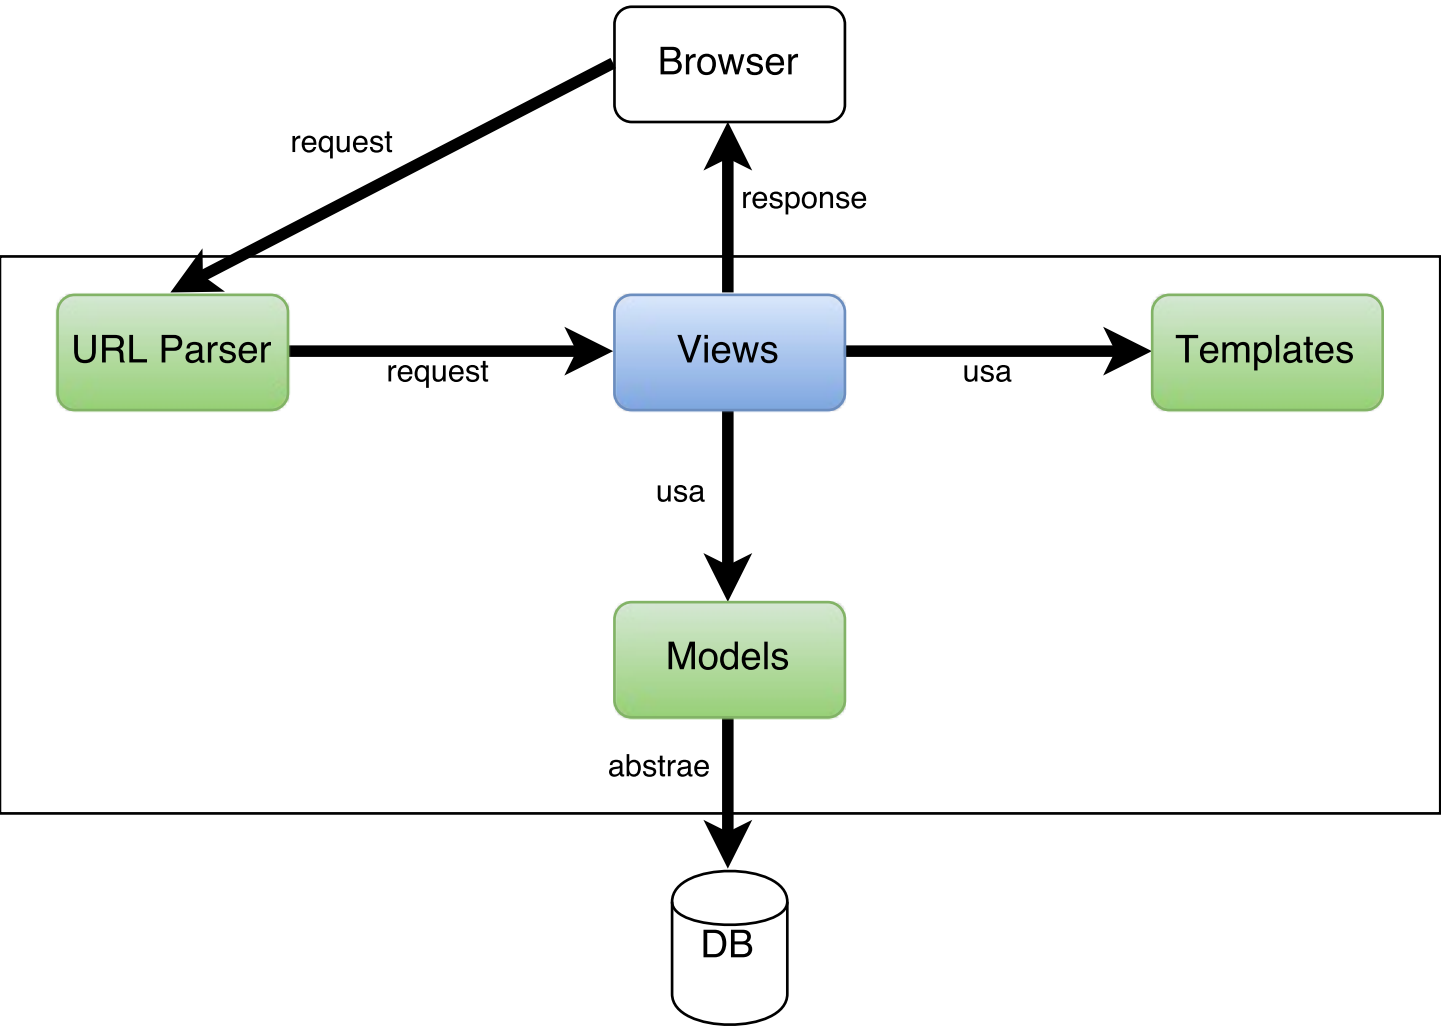 Browser
request
response
URL Parser
request
Views
usa
Templates
usa
Models
abstrae
DB